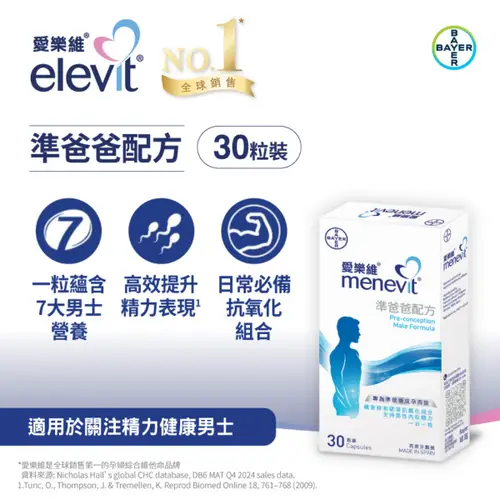 愛樂維®
elevit®
NO.1*
全球銷售
BAYER
BAYER
準爸爸配方
30粒裝
7
一粒蘊含
7大男士
營養
高效提升
精力表現¹
日常必備
抗氧化
組合
BAYER
BAYER
愛樂維®
menevit®
準爸爸配方
Pre-conception
Male Formula
30
Capsules
MADE IN SPAIN
適用於關注精力健康男士
*愛樂維是全球銷售第一的孕婦綜合維他命品牌
資料來源: Nicholas Hall`s global CHC database, DB6 MAT Q4 2024 sales data.
1.Tunc, O., Thompson, J. & Tremellen, K. Reprod Biomed Online 18, 761–768 (2009).